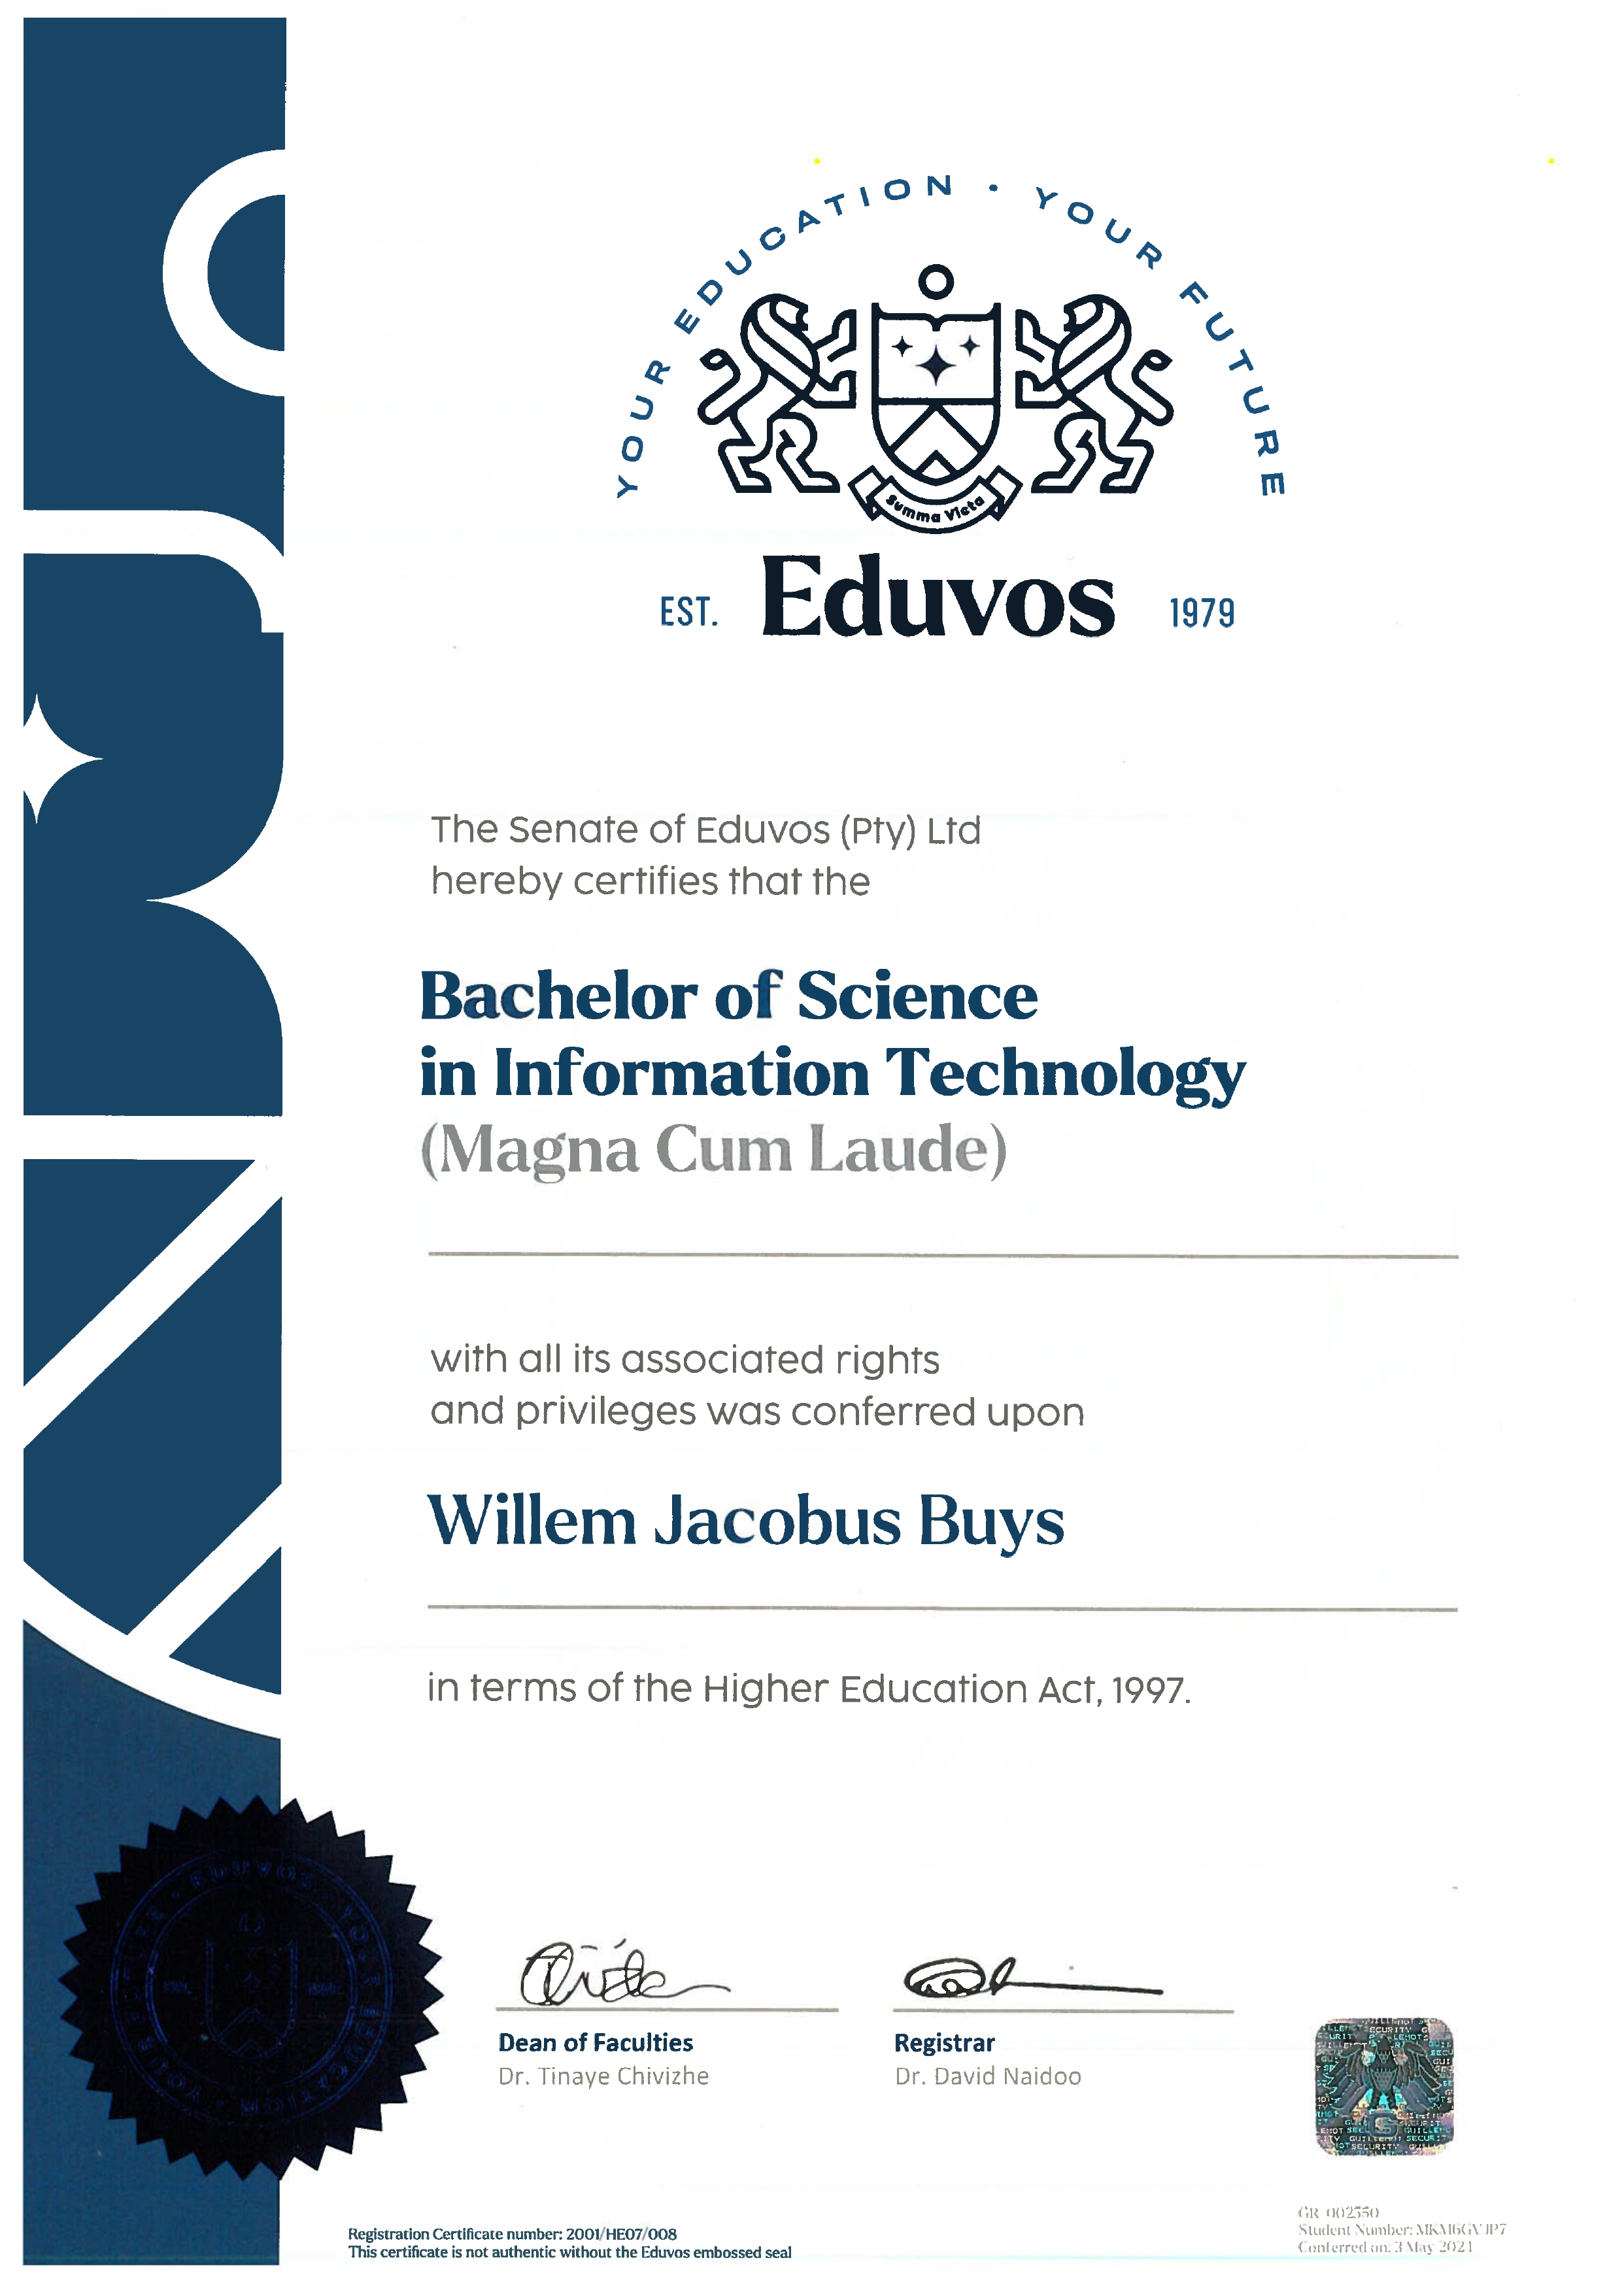 YOUR EDUCATION · YOUR FUTURE
Summa Victa
EST. Eduvos 1979
The Senate of Eduvos (Pty) Ltd
hereby certifies that the
Bachelor of Science
in Information Technology
(Magna Cum Laude)
with all its associated rights
and privileges was conferred upon
Willem Jacobus Buys
in terms of the Higher Education Act, 1997.
Dean of Faculties
Dr. Tinaye Chivizhe
Registrar
Dr. David Naidoo
GR 002550
Student Number: MKM6GVJP7
Conferred on: 3 May 2021
Registration Certificate number: 2001/HE07/008
This certificate is not authentic without the Eduvos embossed seal